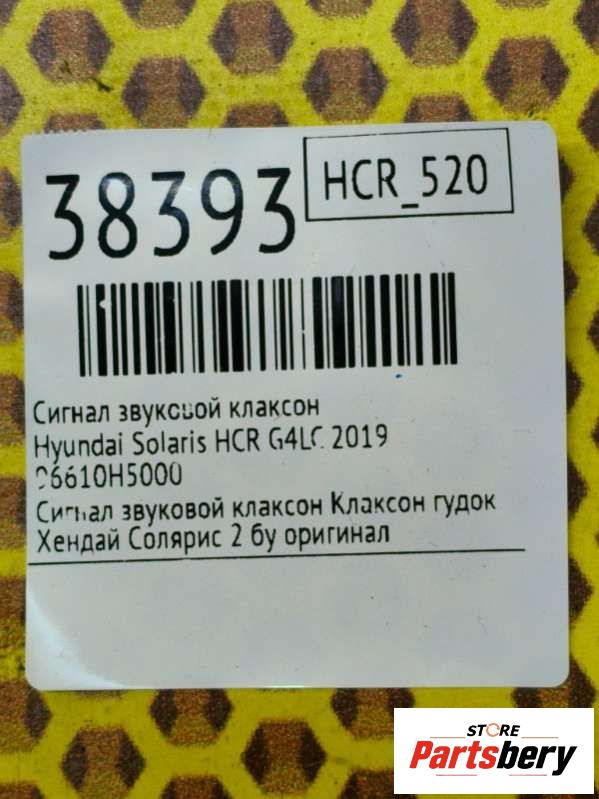 38393
HCR_520
Сигнал звуковой клаксон
Hyundai Solaris HCR G4LC 2019
96610H5000
Сигнал звуковой клаксон Клаксон гудок
Хендай Солярис 2 бу оригинал
STORE
Partsbery